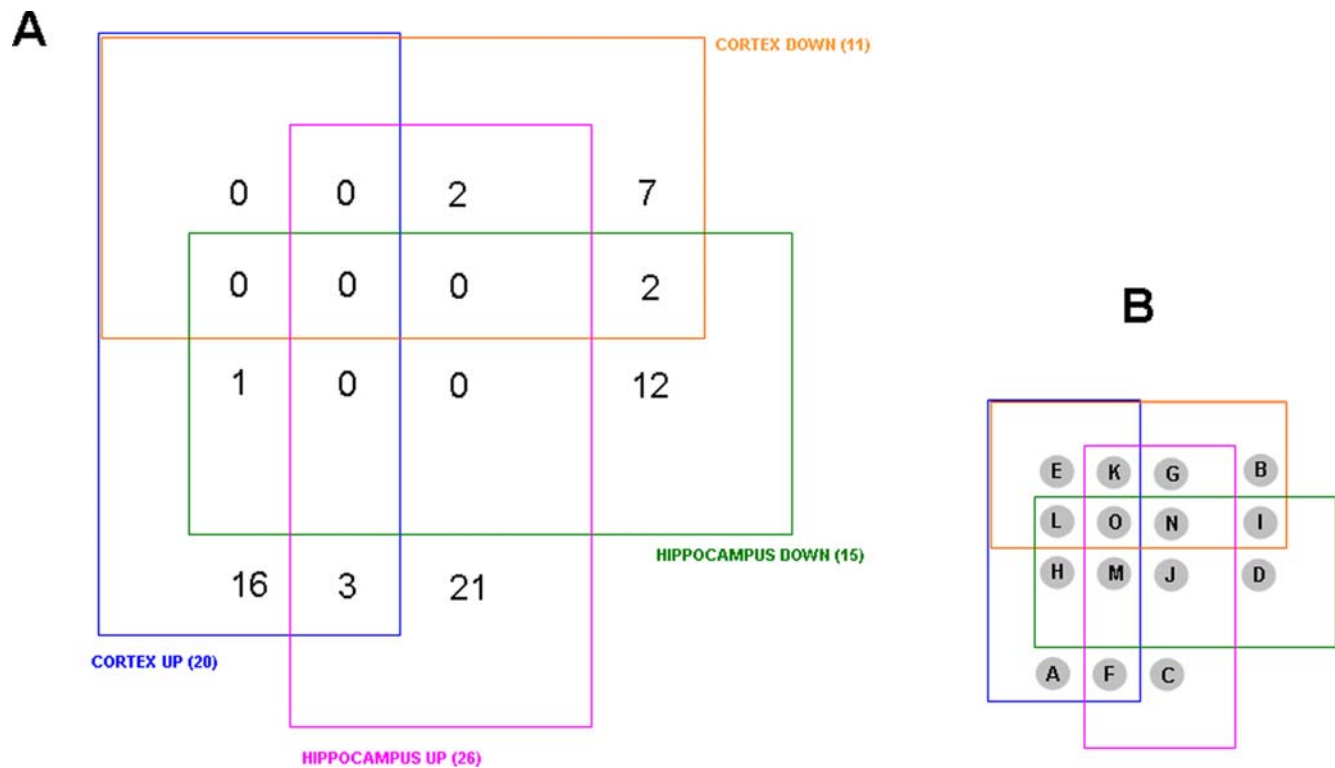 A
CORTEX DOWN (11)
0 0 2 7
0 0 0 2
1 0 0 12
16 3 21
HIPPOCAMPUS DOWN (15)
CORTEX UP (20)
HIPPOCAMPUS UP (26)
B
E K G B
L O N I
H M J D
A F C